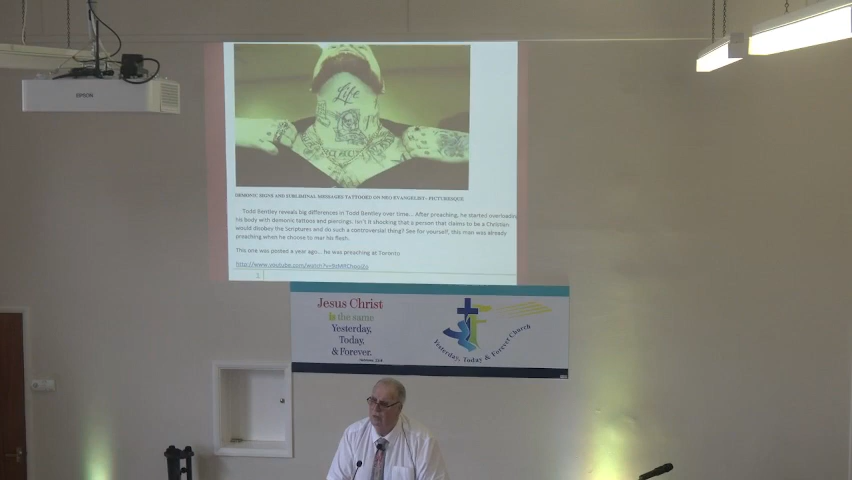 EPSON
Life
DEMONIC SIGNS AND SUBLIMINAL MESSAGES TATTOOED ON NEO EVANGELIST - PICTURESQUE
Todd Bentley reveals big differences in Todd Bentley over time... After preaching, he started overloading
his body with demonic tattoos and piercings. Isn't it shocking that a person that claims to be a Christian
would disobey the Scriptures and do such a controversial thing? See for yourself, this man was already
preaching when he choose to mar his flesh.
This one was posted a year ago... he was preaching at Toronto
Jesus Christ
is the same
Yesterday,
Today,
& Forever.
Yesterday, Today & Forever Church